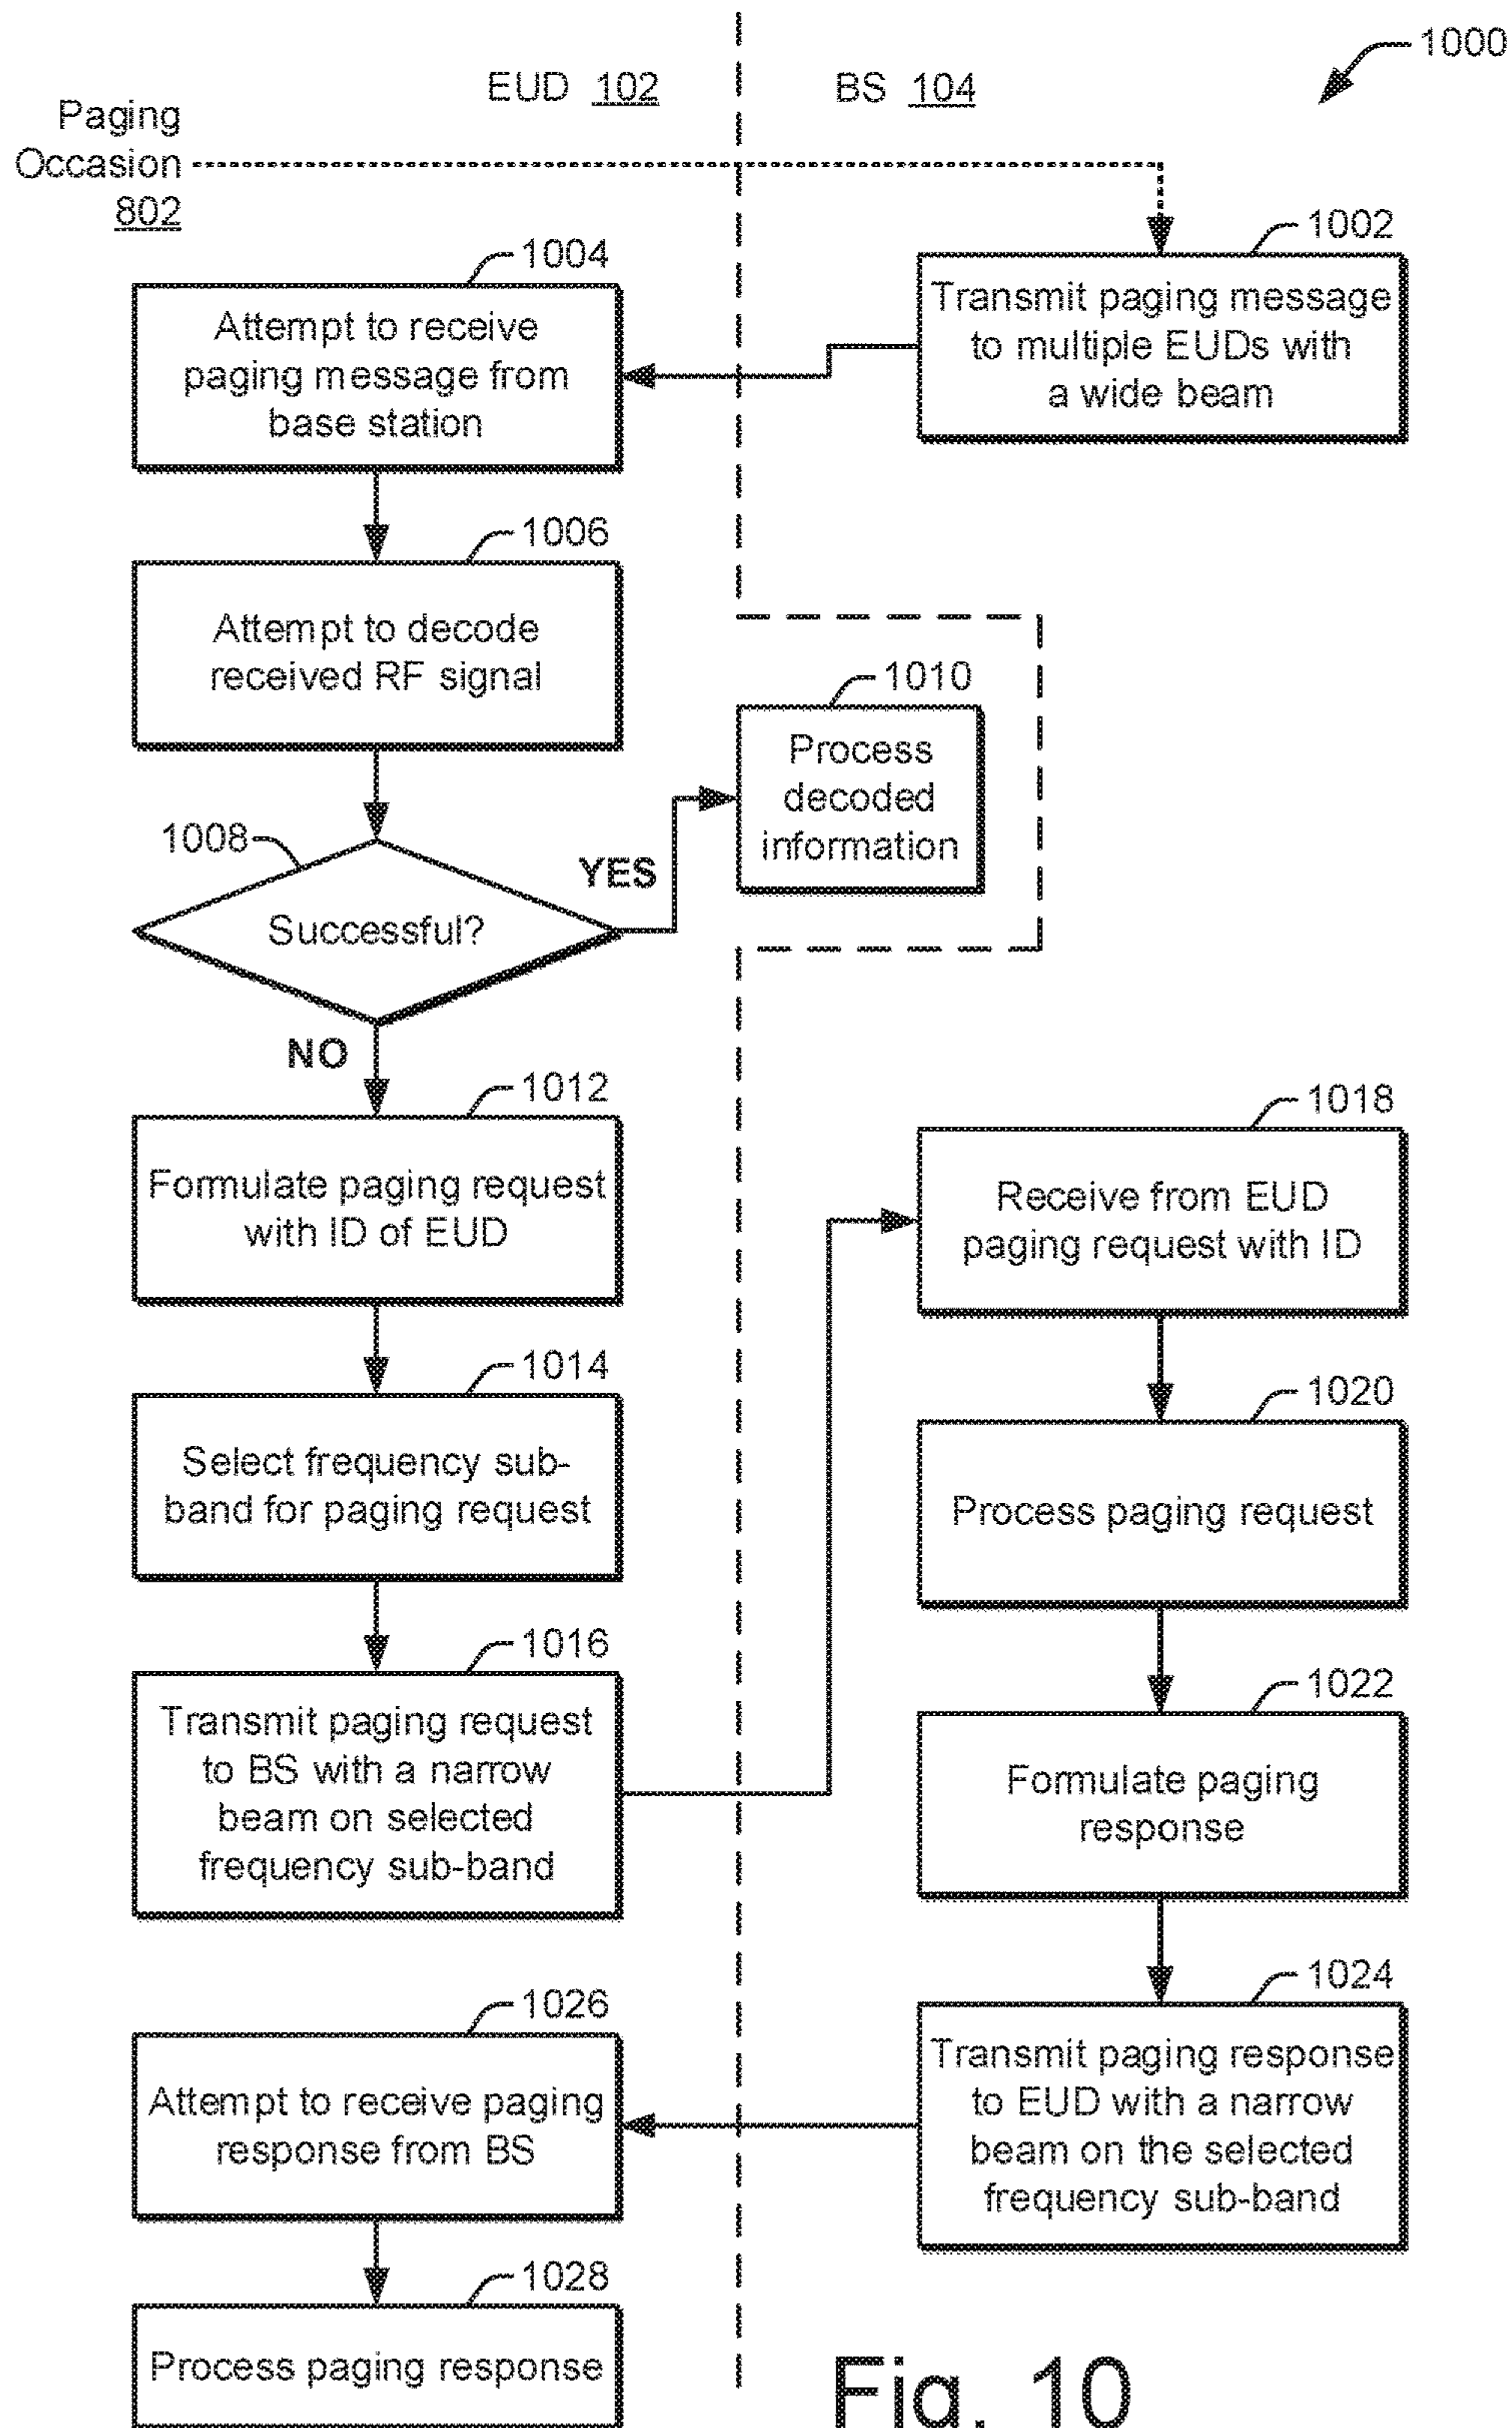 1000
EUD 102
BS 104
Paging
Occasion
802
1002
Transmit paging message
to multiple EUDs with
a wide beam
1004
Attempt to receive
paging message from
base station
1006
Attempt to decode
received RF signal
1008
Successful?
YES
1010
Process
decoded
information
NO
1012
Formulate paging request
with ID of EUD
1014
Select frequency sub-
band for paging request
1016
Transmit paging request
to BS with a narrow
beam on selected
frequency sub-band
1018
Receive from EUD
paging request with ID
1020
Process paging request
1022
Formulate paging
response
1024
Transmit paging response
to EUD with a narrow
beam on the selected
frequency sub-band
1026
Attempt to receive paging
response from BS
1028
Process paging response
Fig. 10